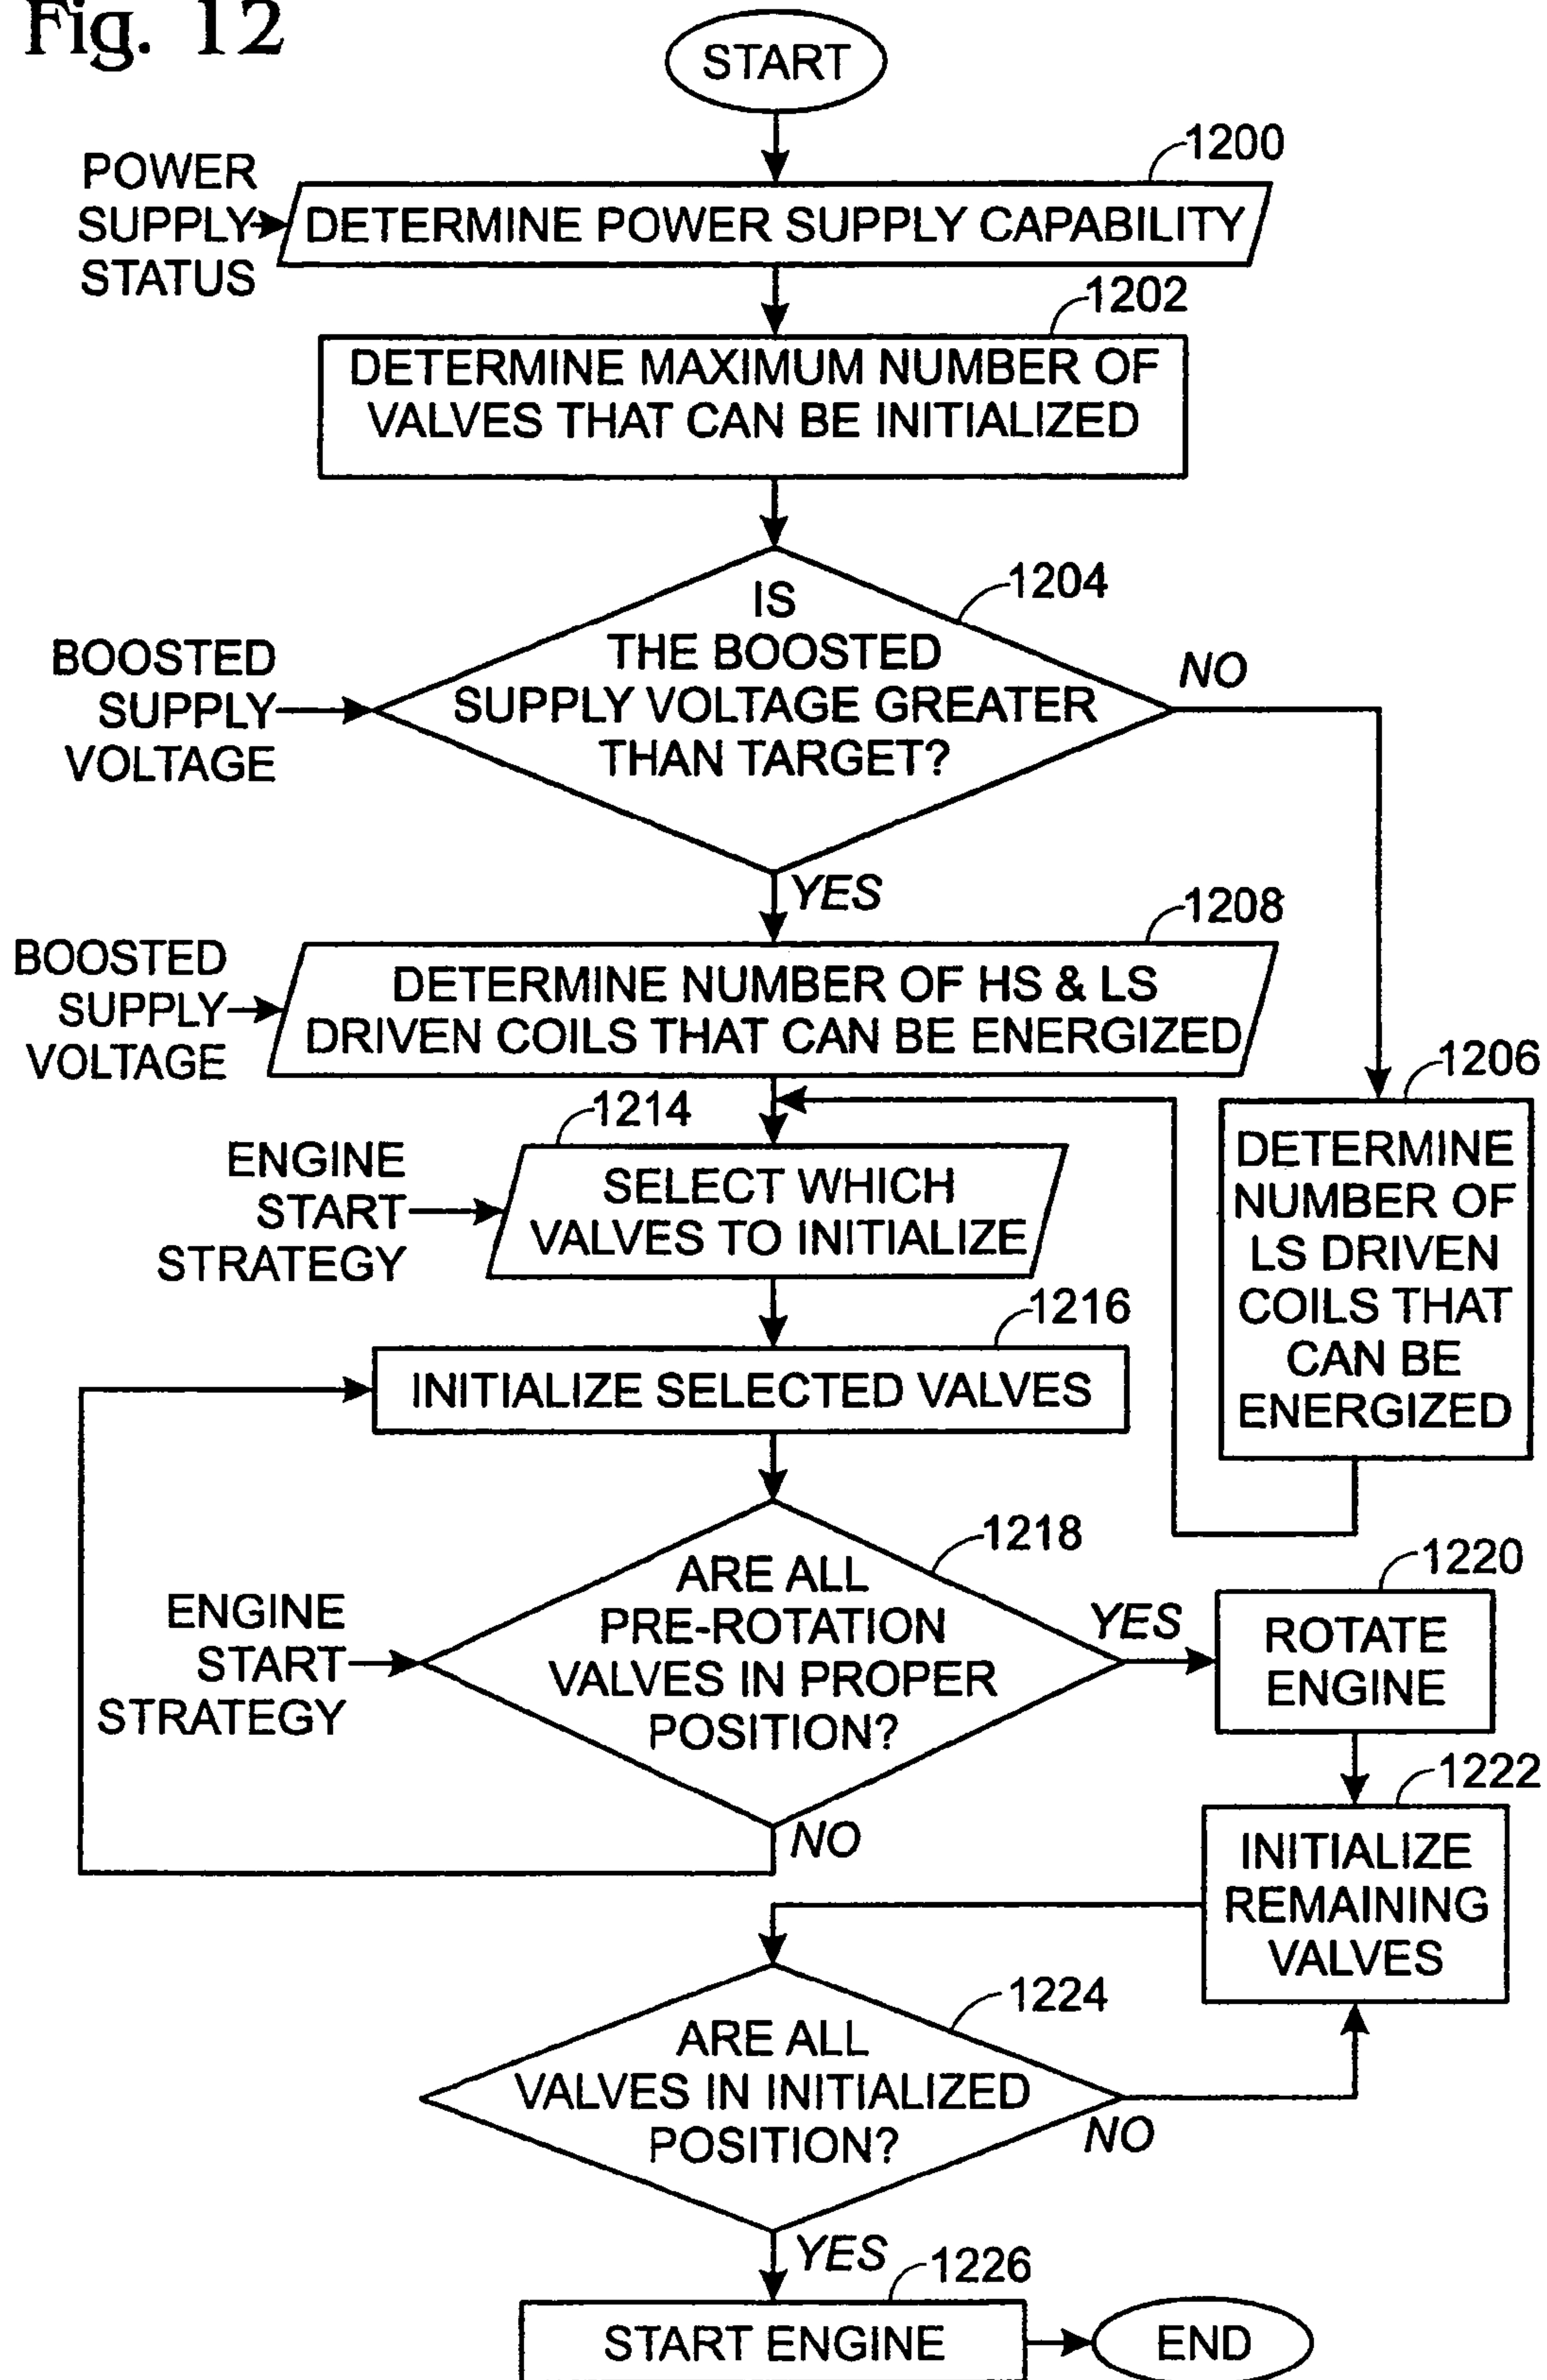 Fig. 12
START
1200
POWER
SUPPLY
STATUS
DETERMINE POWER SUPPLY CAPABILITY
1202
DETERMINE MAXIMUM NUMBER OF
VALVES THAT CAN BE INITIALIZED
1204
IS
THE BOOSTED
SUPPLY VOLTAGE GREATER
THAN TARGET?
BOOSTED
SUPPLY
VOLTAGE
NO
YES
1208
BOOSTED
SUPPLY
VOLTAGE
DETERMINE NUMBER OF HS & LS
DRIVEN COILS THAT CAN BE ENERGIZED
1206
DETERMINE
NUMBER OF
LS DRIVEN
COILS THAT
CAN BE
ENERGIZED
1214
ENGINE
START
STRATEGY
SELECT WHICH
VALVES TO INITIALIZE
1216
INITIALIZE SELECTED VALVES
1218
ENGINE
START
STRATEGY
ARE ALL
PRE-ROTATION
VALVES IN PROPER
POSITION?
YES
NO
1220
ROTATE
ENGINE
1222
INITIALIZE
REMAINING
VALVES
1224
ARE ALL
VALVES IN INITIALIZED
POSITION?
NO
YES
1226
START ENGINE
END